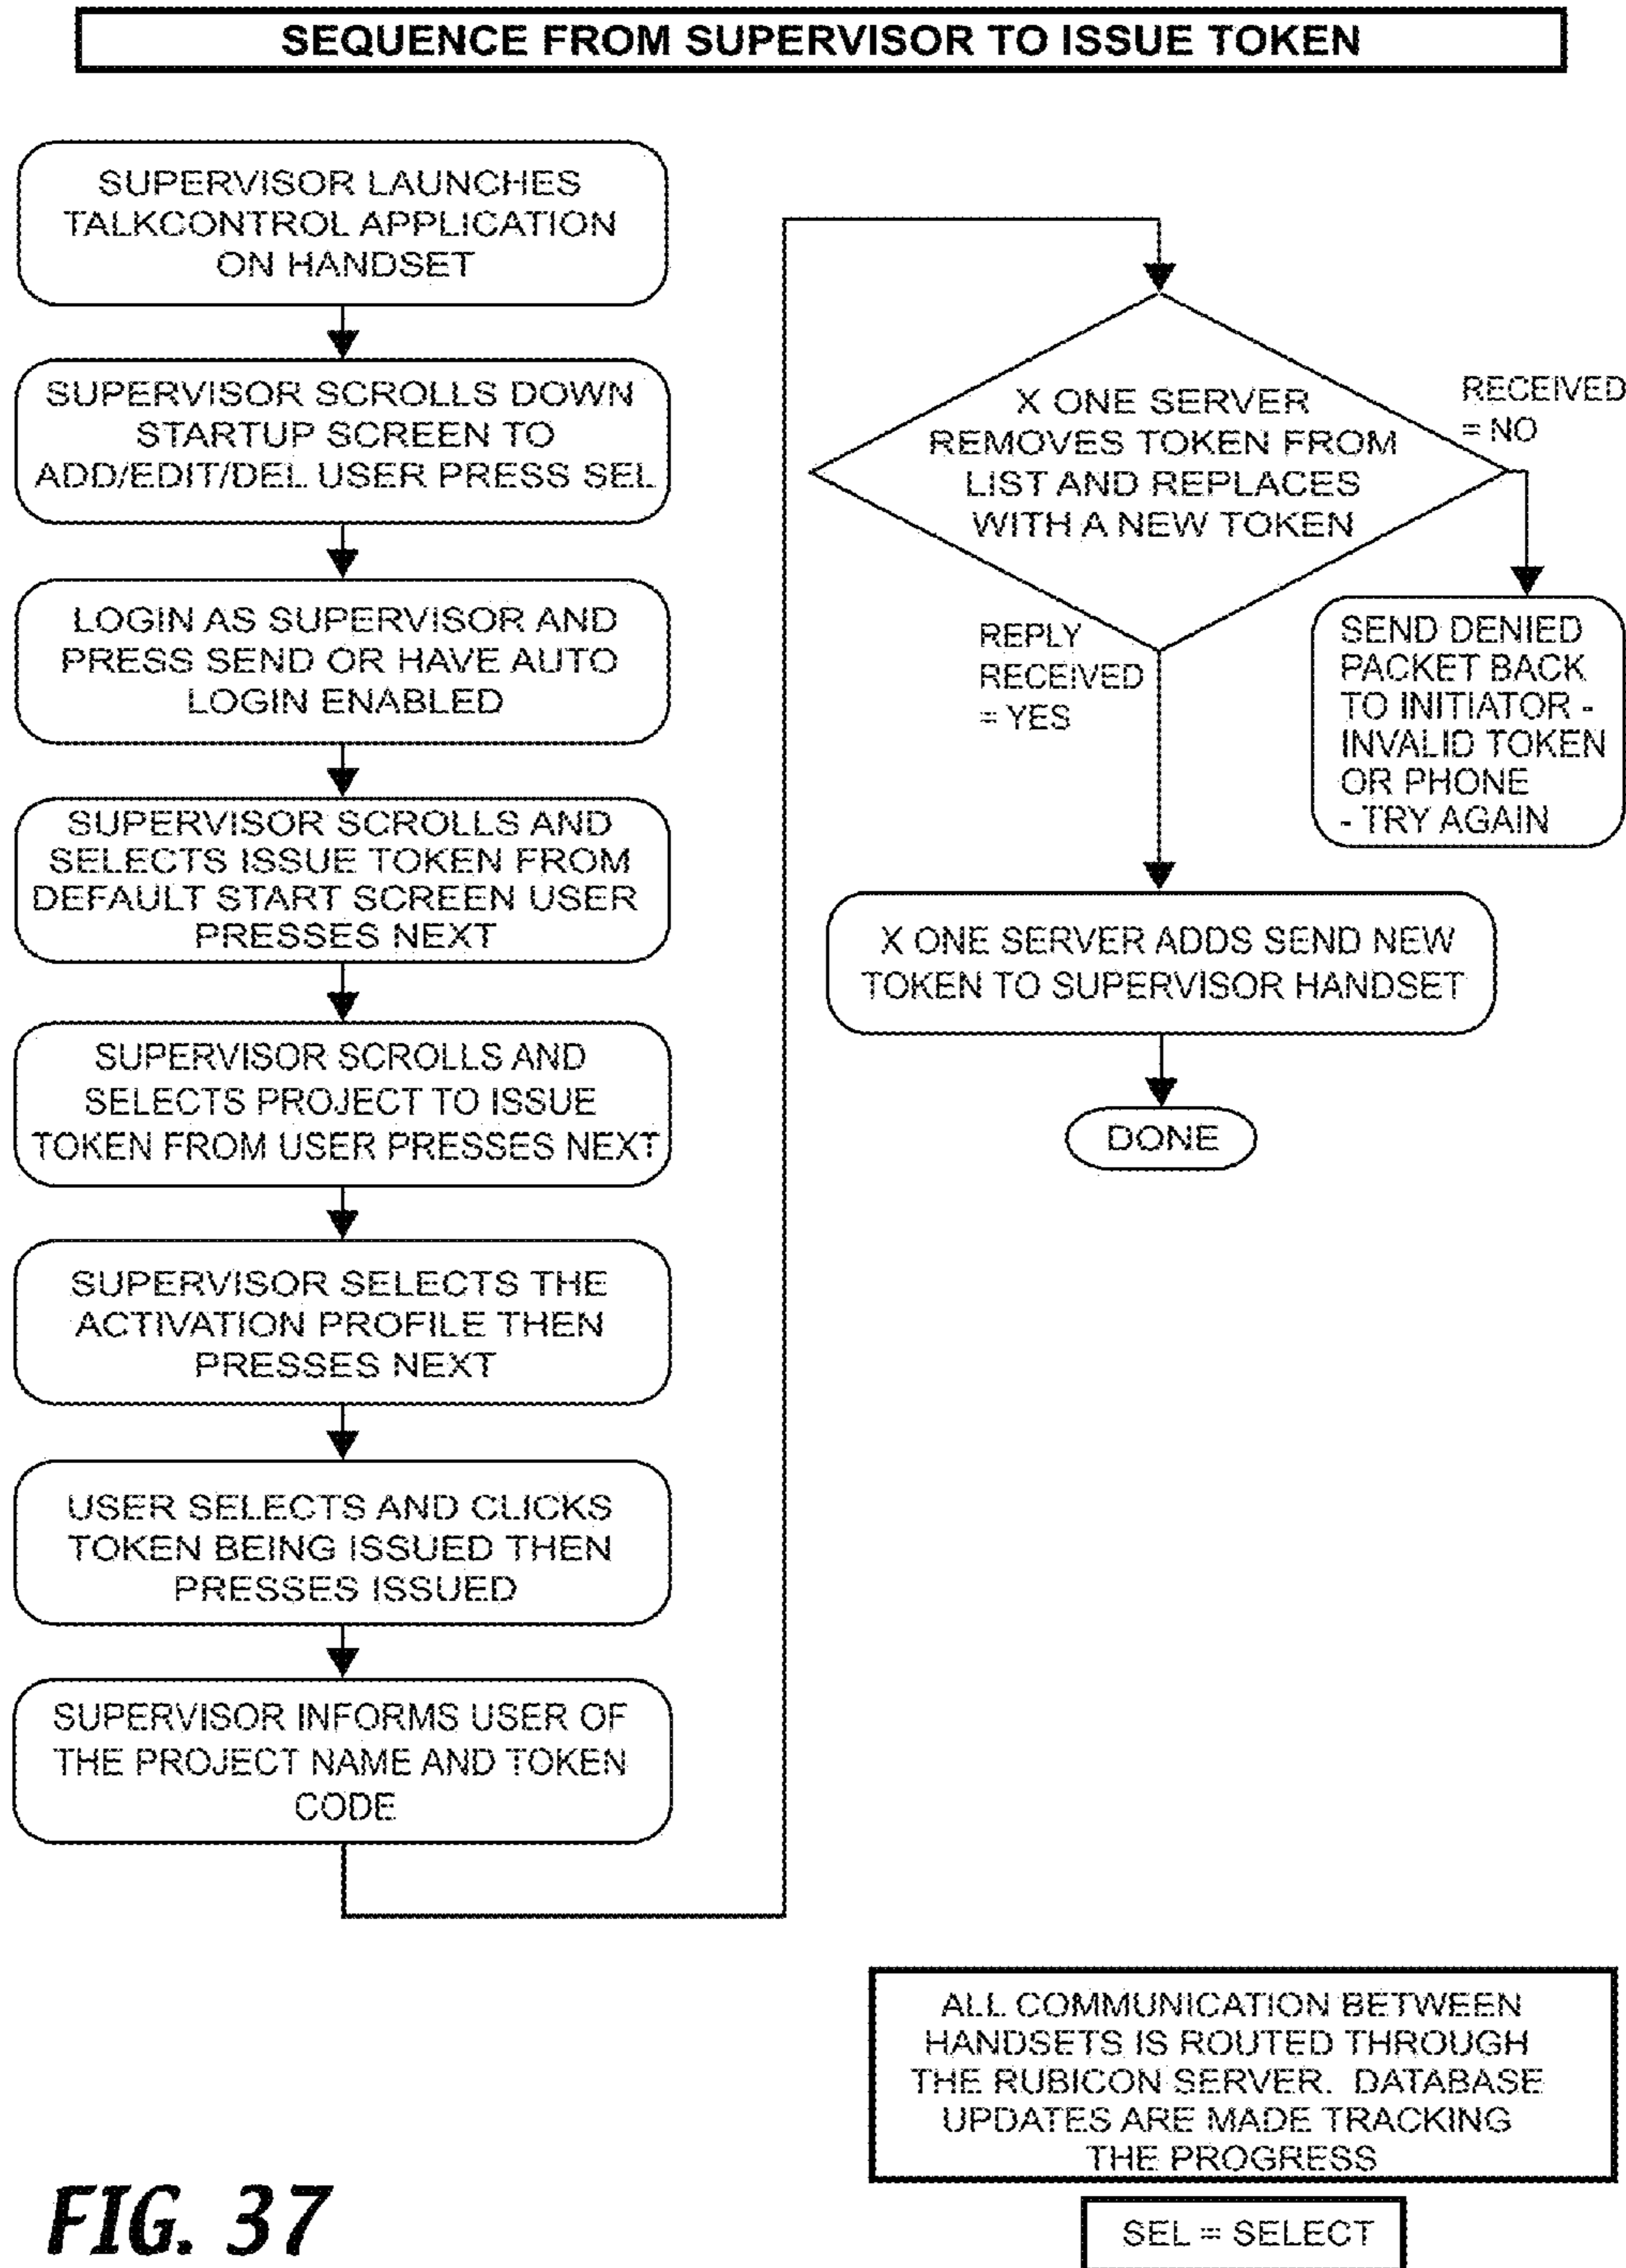 SEQUENCE FROM SUPERVISOR TO ISSUE TOKEN
SUPERVISOR LAUNCHES
TALKCONTROL APPLICATION
ON HANDSET
SUPERVISOR SCROLLS DOWN
STARTUP SCREEN TO
ADD/EDIT/DEL USER PRESS SEL
LOGIN AS SUPERVISOR AND
PRESS SEND OR HAVE AUTO
LOGIN ENABLED
SUPERVISOR SCROLLS AND
SELECTS ISSUE TOKEN FROM
DEFAULT START SCREEN USER
PRESSES NEXT
SUPERVISOR SCROLLS AND
SELECTS PROJECT TO ISSUE
TOKEN FROM USER PRESSES NEXT
SUPERVISOR SELECTS THE
ACTIVATION PROFILE THEN
PRESSES NEXT
USER SELECTS AND CLICKS
TOKEN BEING ISSUED THEN
PRESSES ISSUED
SUPERVISOR INFORMS USER OF
THE PROJECT NAME AND TOKEN
CODE
X ONE SERVER
REMOVES TOKEN FROM
LIST AND REPLACES
WITH A NEW TOKEN
RECEIVED
= NO
SEND DENIED
PACKET BACK
TO INITIATOR -
INVALID TOKEN
OR PHONE
- TRY AGAIN
REPLY
RECEIVED
= YES
X ONE SERVER ADDS SEND NEW
TOKEN TO SUPERVISOR HANDSET
DONE
ALL COMMUNICATION BETWEEN
HANDSETS IS ROUTED THROUGH
THE RUBICON SERVER. DATABASE
UPDATES ARE MADE TRACKING
THE PROGRESS
SEL = SELECT
FIG. 37